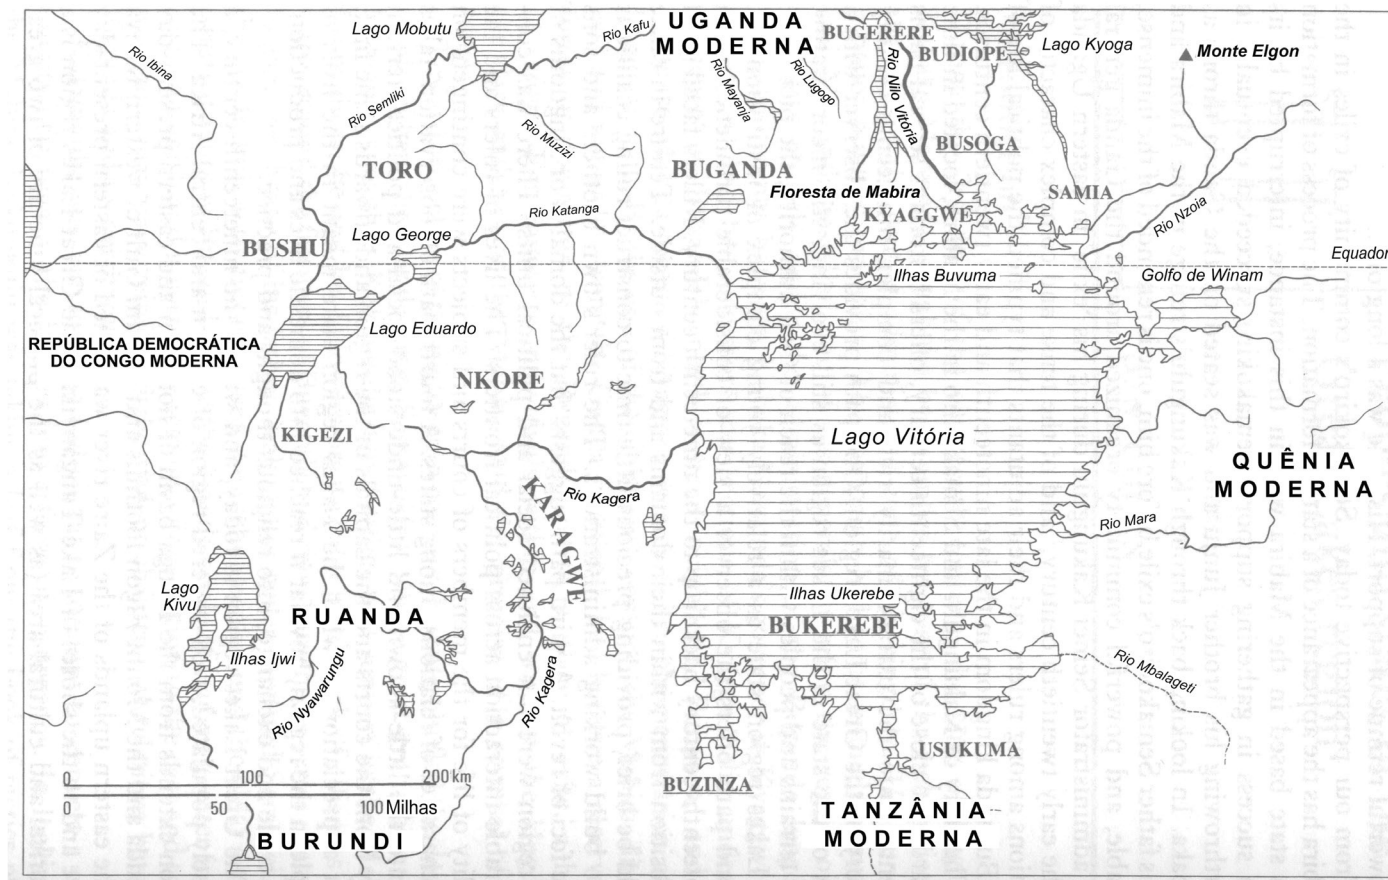 Lago Mobutu
UGANDA
MODERNA
Rio Kafu
BUGERERE
BUDIOPE
Lago Kyoga
Monte Elgon
Rio Ibina
Rio Semliki
Rio Mayanja
Rio Lugogo
Rio Nilo Vitória
Rio Muzizi
TORO
BUGANDA
BUSOGA
Floresta de Mabira
SAMIA
KYAGGWE
Rio Katanga
Rio Nzoia
BUSHU
Lago George
Equador
Ilhas Buvuma
Golfo de Winam
Lago Eduardo
REPÚBLICA DEMOCRÁTICA
DO CONGO MODERNA
NKORE
KIGEZI
Lago Vitória
QUÊNIA
MODERNA
Rio Kagera
KARAGWE
Rio Mara
Lago
Kivu
Ilhas Ukerebe
RUANDA
BUKEREBE
Ilhas Ijwi
Rio Nyawarungu
Rio Kagera
Rio Mbalageti
USUKUMA
BUZINZA
0 100 200 km
0 50 100 Milhas
TANZÂNIA
MODERNA
BURUNDI